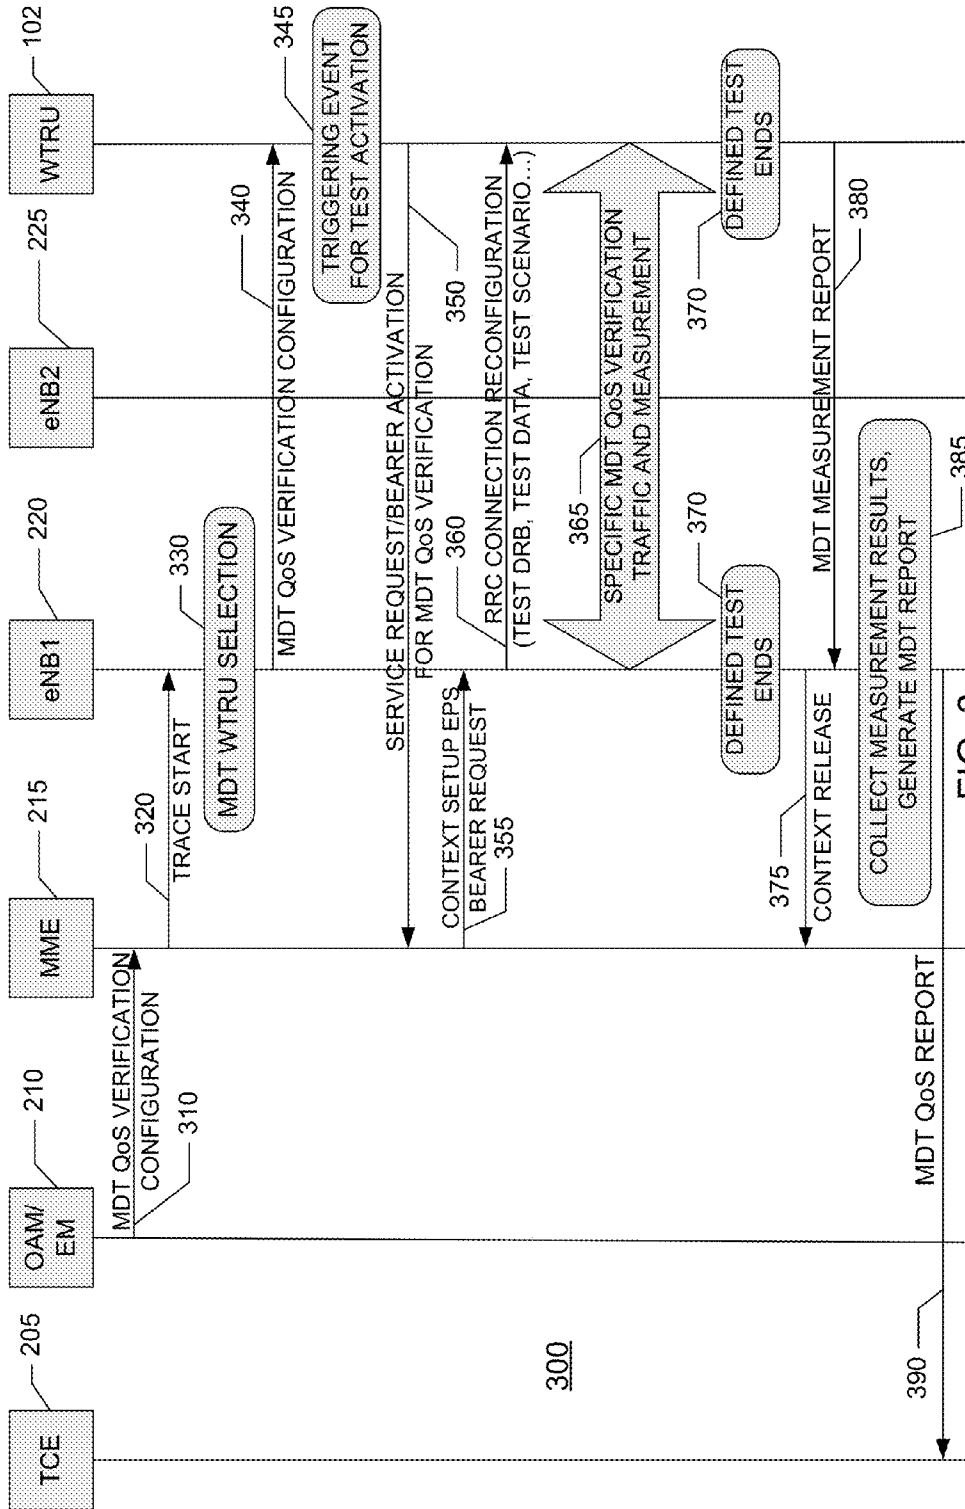 TCE
205
OAM/
EM
210
MME
215
eNB1
220
eNB2
225
WTRU
102
MDT QoS VERIFICATION
CONFIGURATION
310
320
TRACE START
MDT WTRU SELECTION
330
340
MDT QoS VERIFICATION CONFIGURATION
345
TRIGGERING EVENT
FOR TEST ACTIVATION
SERVICE REQUEST/BEARER ACTIVATION
FOR MDT QoS VERIFICATION
350
CONTEXT SETUP EPS
BEARER REQUEST
355
360
RRC CONNECTION RECONFIGURATION
(TEST DRB, TEST DATA, TEST SCENARIO...)
365
SPECIFIC MDT QoS VERIFICATION
TRAFFIC AND MEASUREMENT
370
DEFINED TEST
ENDS
370
DEFINED TEST
ENDS
375
CONTEXT RELEASE
MDT MEASUREMENT REPORT
380
COLLECT MEASUREMENT RESULTS,
GENERATE MDT REPORT
385
MDT QoS REPORT
390
300